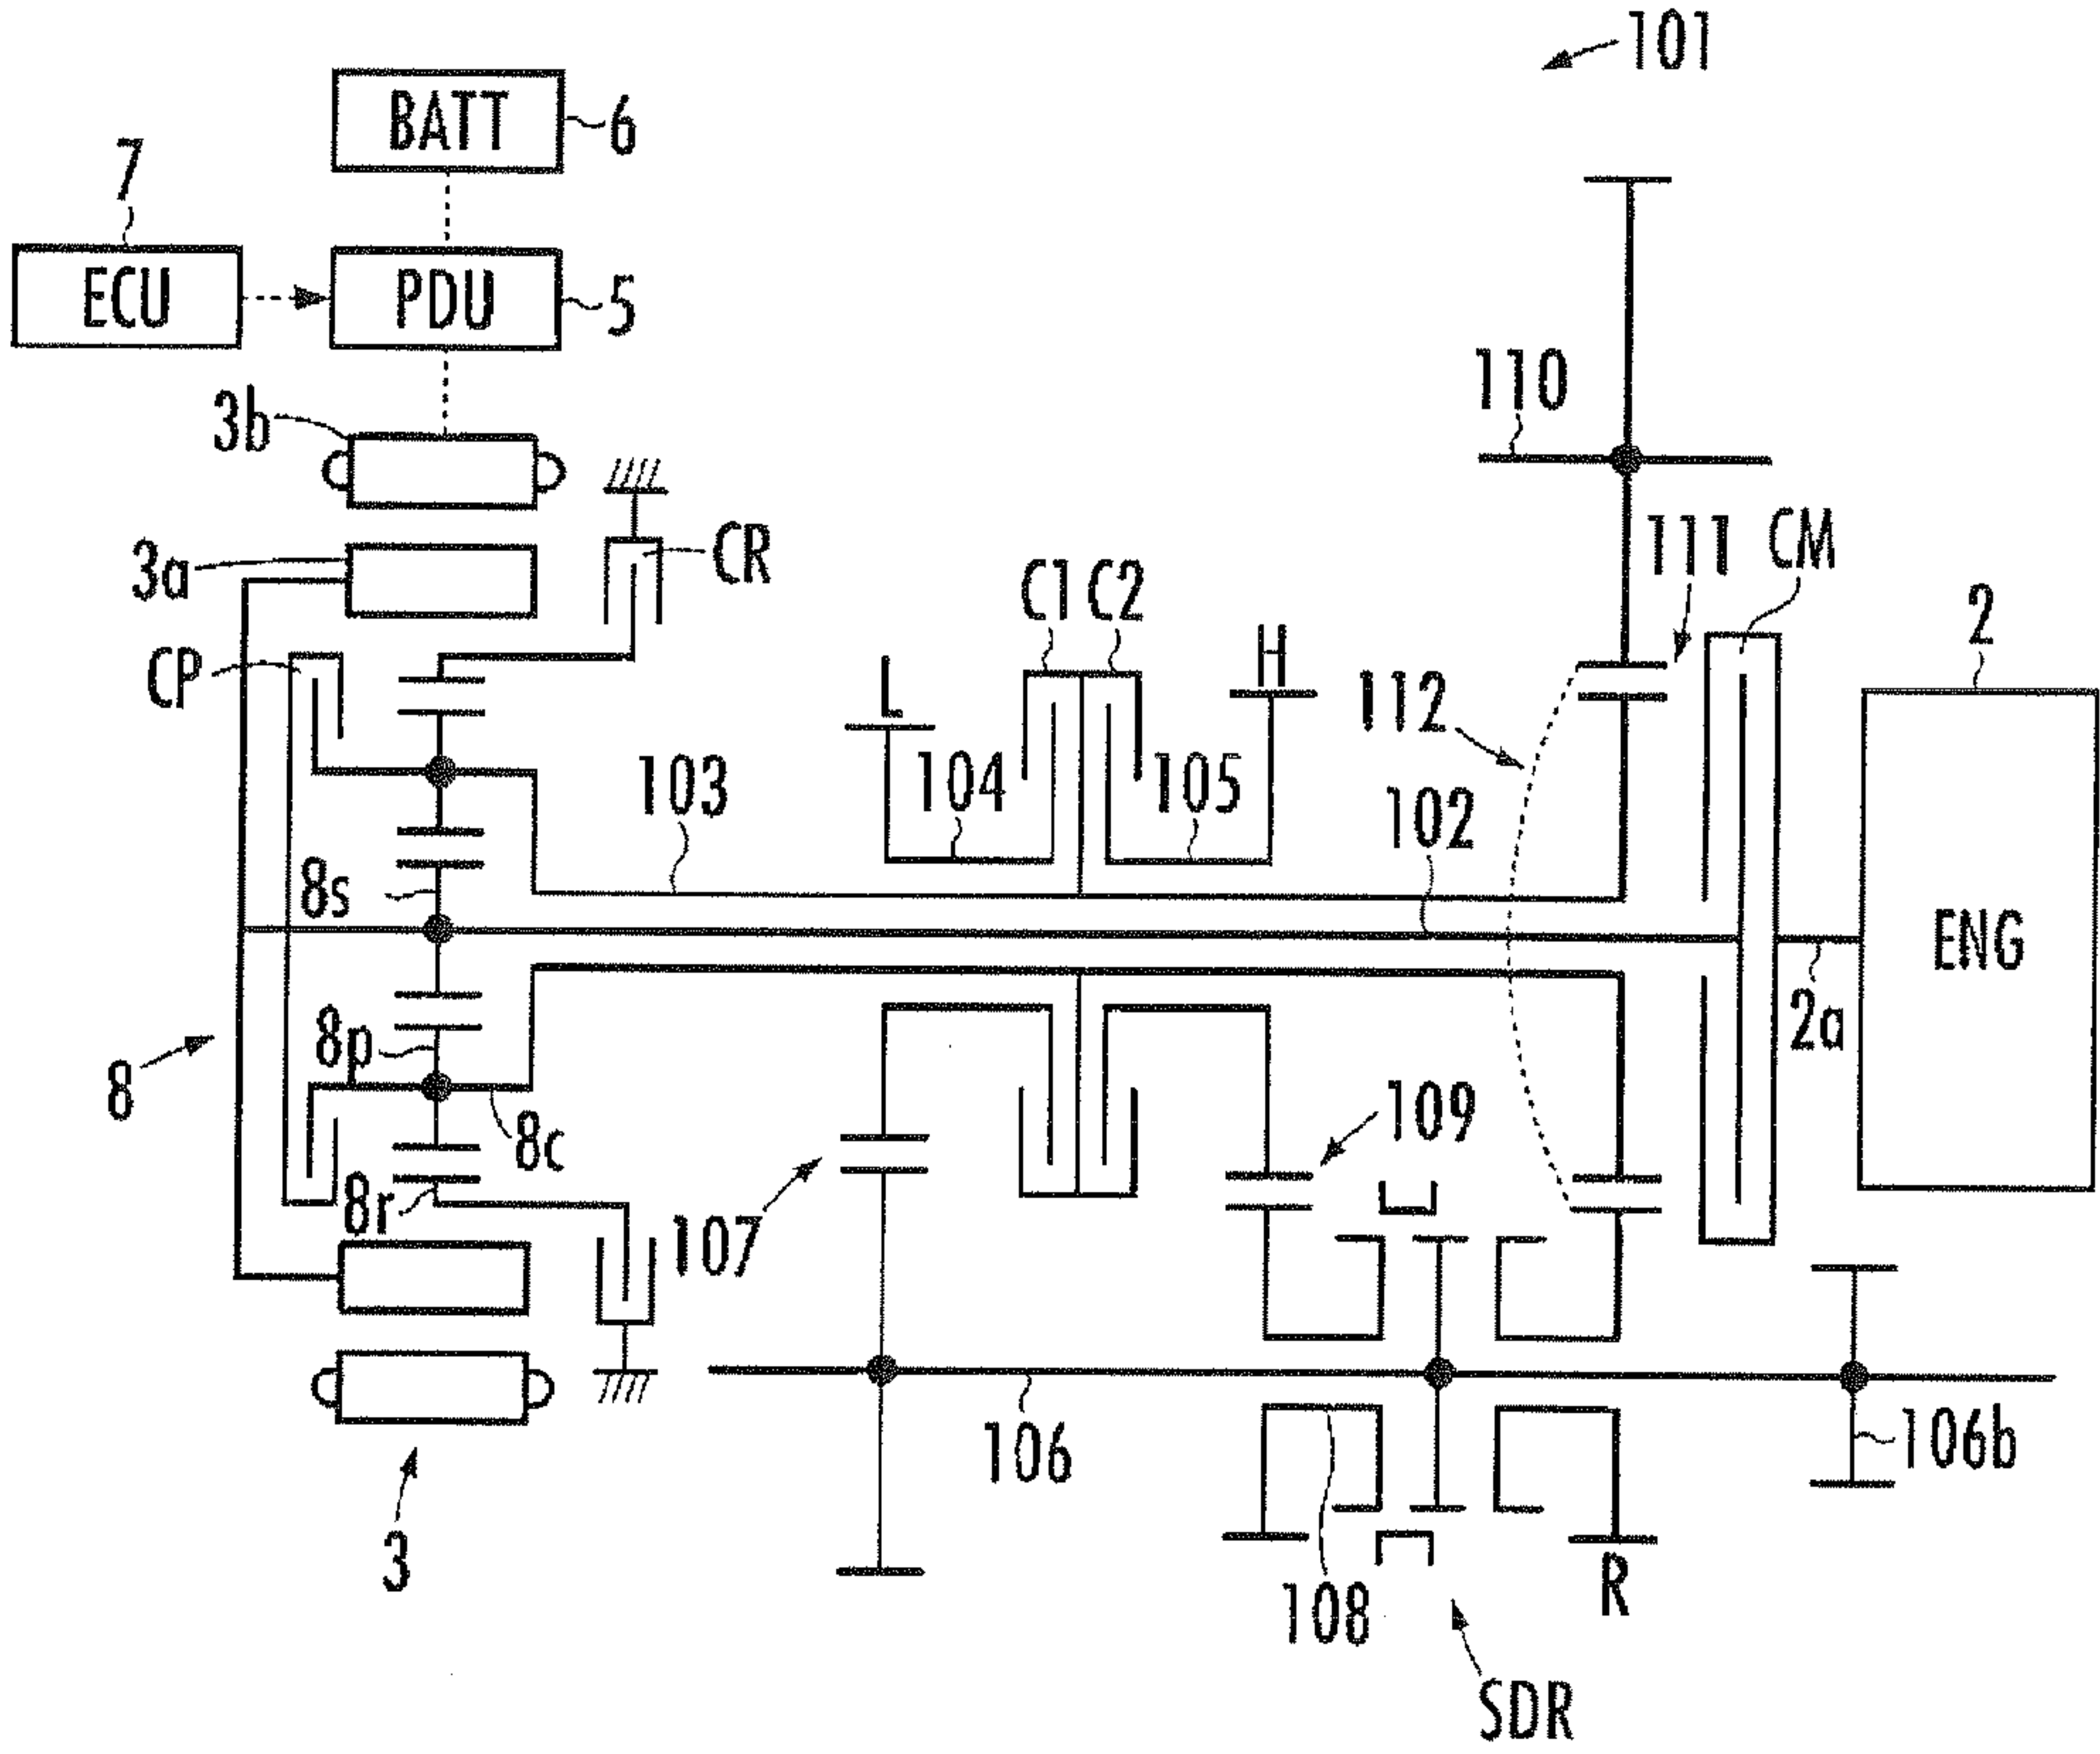 101
BATT
6
7
ECU
PDU
5
110
3b
3a
CR
C1
C2
111
CM
2
CP
L
H
112
103
104
105
102
8s
ENG
8p
2a
8
8c
109
8r
107
106
106b
3
108
R
SDR